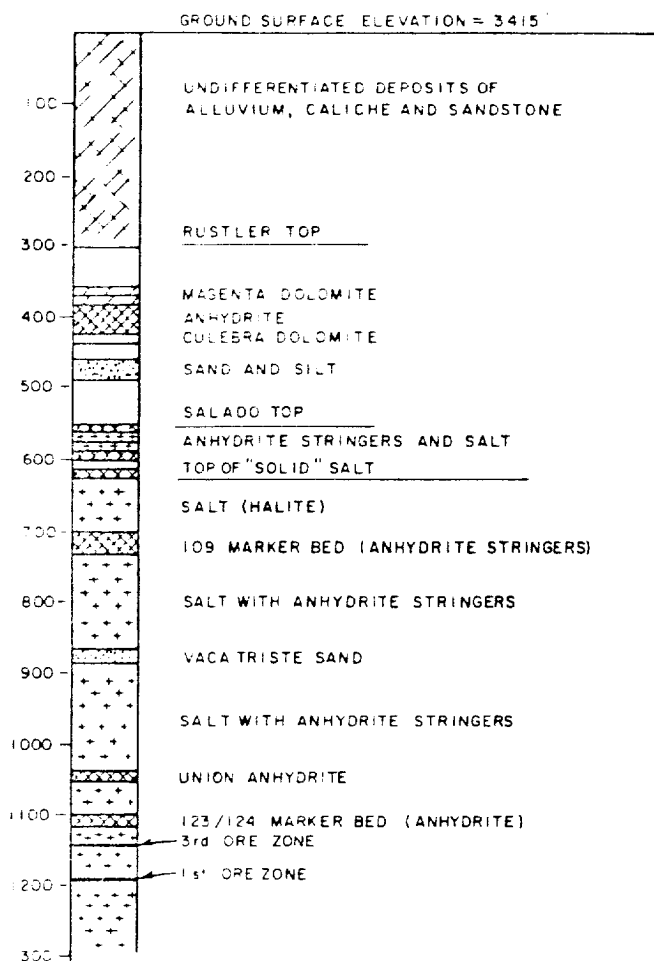 GROUND SURFACE ELEVATION = 3415'
UNDIFFERENTIATED DEPOSITS OF
100
ALLUVIUM, CALICHE AND SANDSTONE
200
RUSTLER TOP
300
MAGENTA DOLOMITE
400
ANHYDRITE
CULEBRA DOLOMITE
SAND AND SILT
500
SALADO TOP
ANHYDRITE STRINGERS AND SALT
600
TOP OF "SOLID" SALT
SALT (HALITE)
700
109 MARKER BED (ANHYDRITE STRINGERS)
800
SALT WITH ANHYDRITE STRINGERS
VACA TRISTE SAND
900
SALT WITH ANHYDRITE STRINGERS
1000
UNION ANHYDRITE
1100
123/124 MARKER BED (ANHYDRITE)
3rd ORE ZONE
1st ORE ZONE
1200
300